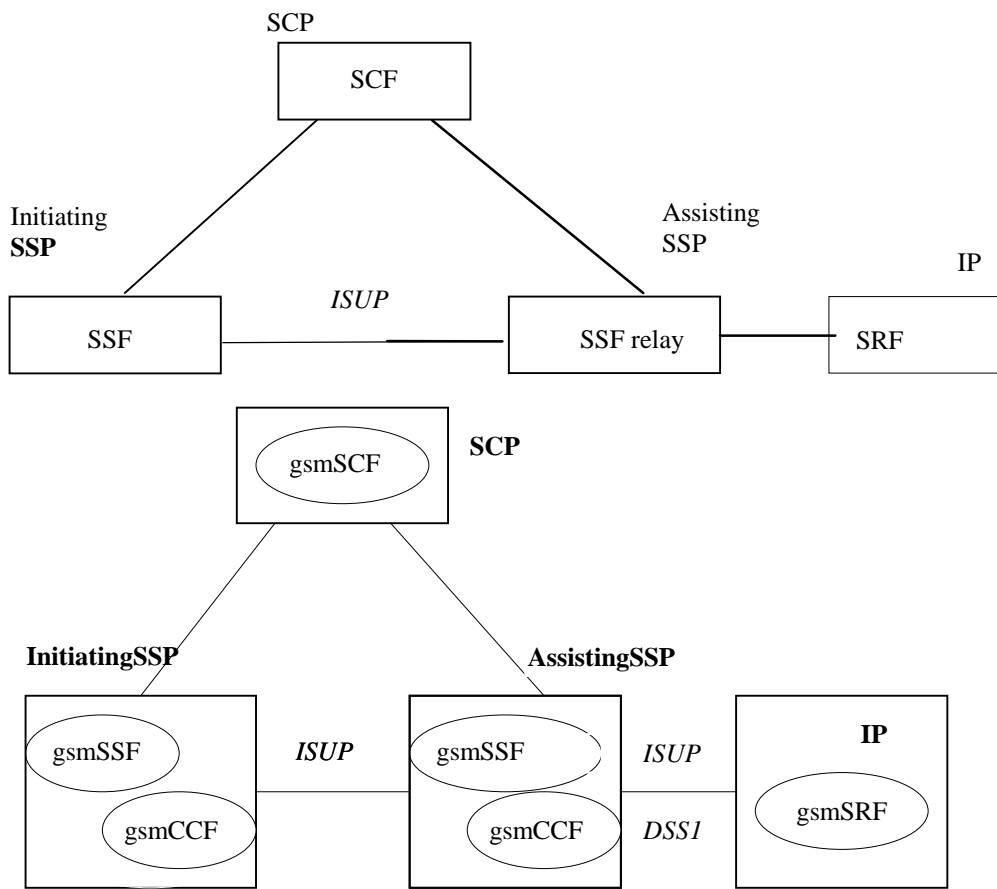 SCP
SCF
Initiating
SSP
Assisting
SSP
IP
ISUP
SSF
SSF relay
SRF
gsmSCF
SCP
InitiatingSSP
AssistingSSP
gsmSSF
ISUP
gsmSSF
ISUP
IP
gsmCCF
gsmCCF
DSS1
gsmSRF